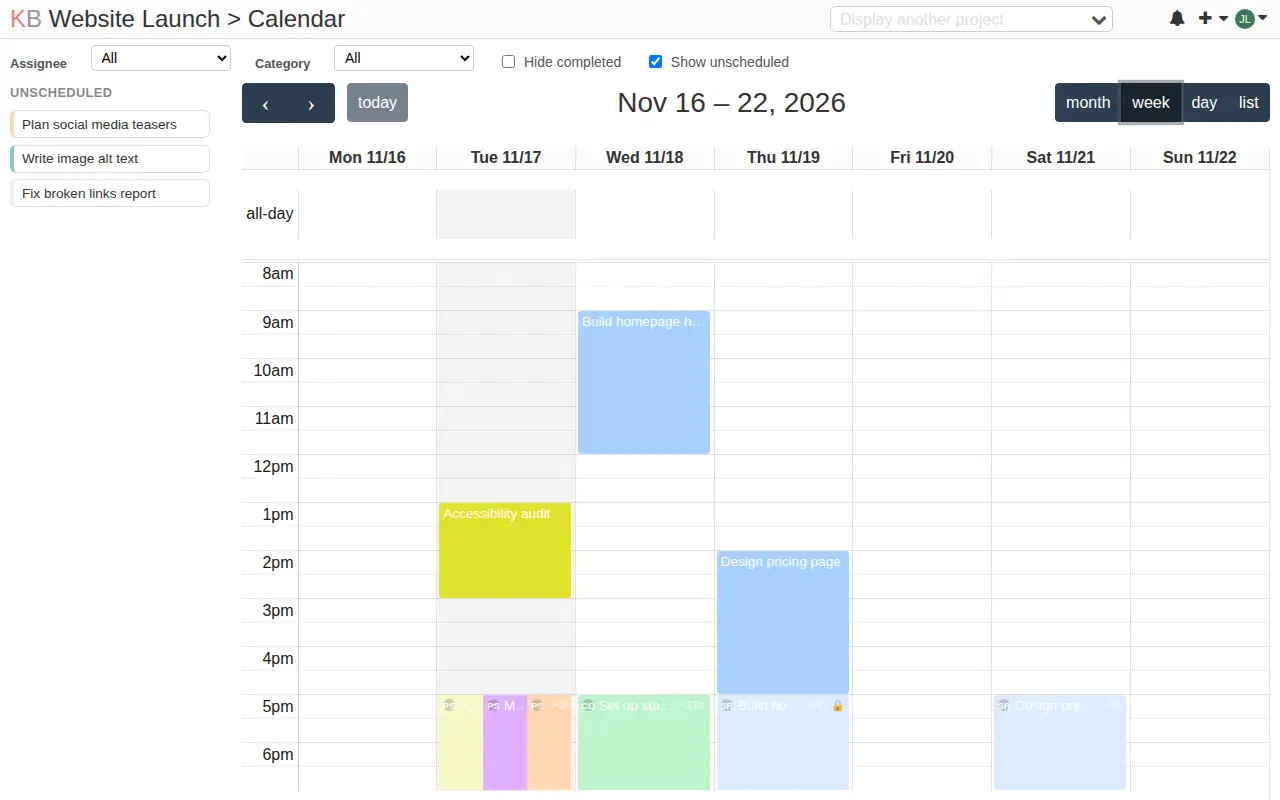 KB Website Launch > Calendar
Display another project
JL
Assignee
All
Category
All
Hide completed
Show unscheduled
UNSCHEDULED
Plan social media teasers
Write image alt text
Fix broken links report
‹ ›
today
Nov 16 – 22, 2026
month
week
day
list
Mon 11/16
Tue 11/17
Wed 11/18
Thu 11/19
Fri 11/20
Sat 11/21
Sun 11/22
all-day
8am
9am
Build homepage h…
10am
11am
12pm
1pm
Accessibility audit
2pm
Design pricing page
3pm
4pm
5pm
PS
PS M…
PS
CO Set up sta…
SR Build ho
SR Design pric
6pm